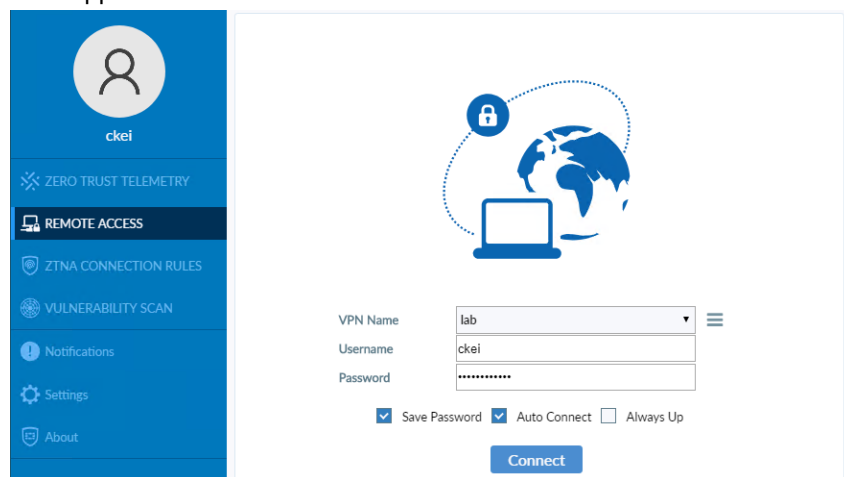 ckei
ZERO TRUST TELEMETRY
REMOTE ACCESS
ZTNA CONNECTION RULES
VULNERABILITY SCAN
Notifications
Settings
About
VPN Name lab
Username ckei
Password ••••••••••••
Save Password Auto Connect Always Up
Connect